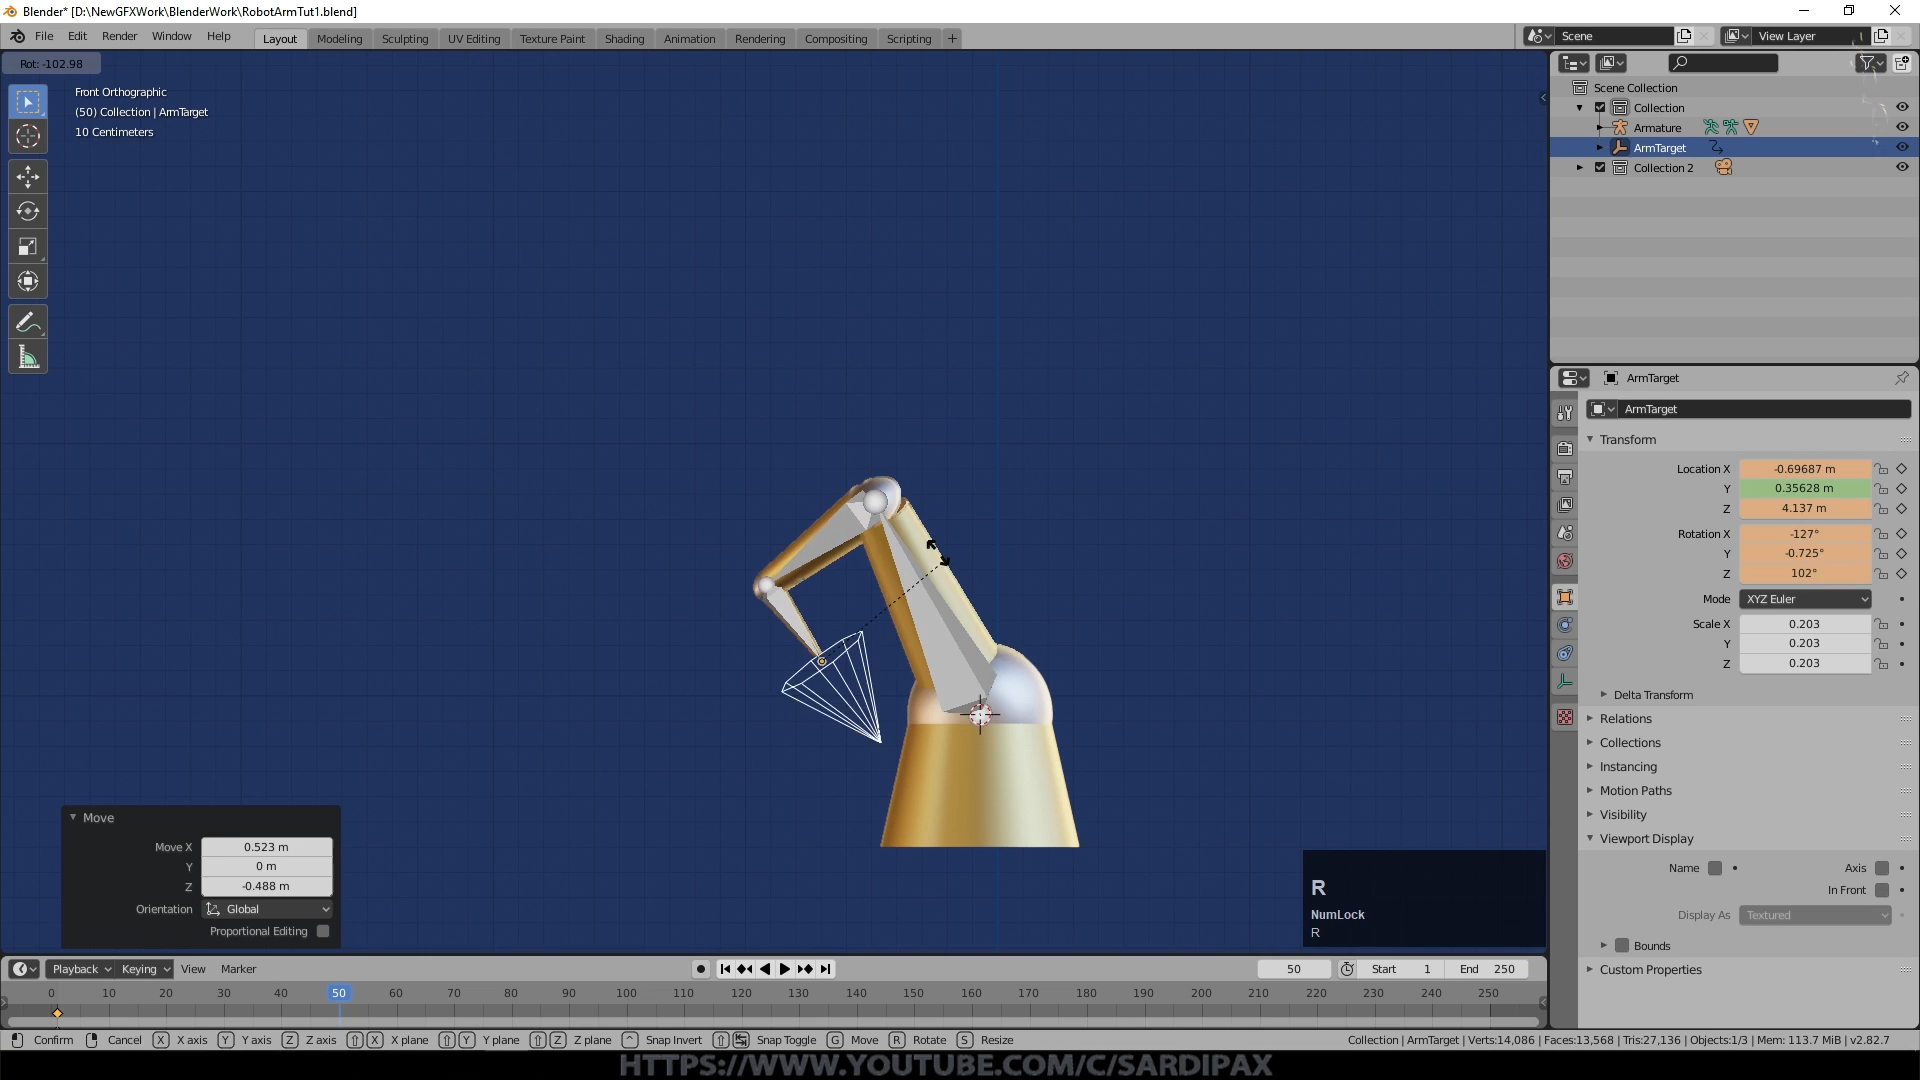 Blender* [D:\NewGFXWork\BlenderWork\RobotArmTut1.blend]
File Edit Render Window Help Layout Modeling Sculpting UV Editing Texture Paint Shading Animation Rendering Compositing Scripting + Scene View Layer
Rot: -102.98
Front Orthographic
(50) Collection | ArmTarget
10 Centimeters
Scene Collection
Collection
Armature
ArmTarget
Collection 2
ArmTarget
ArmTarget
Transform
Location X -0.69687 m
Y 0.35628 m
Z 4.137 m
Rotation X -127°
Y -0.725°
Z 102°
Mode XYZ Euler
Scale X 0.203
Y 0.203
Z 0.203
Delta Transform
Relations
Collections
Instancing
Motion Paths
Visibility
Viewport Display
Name Axis
In Front
Display As Textured
Bounds
Custom Properties
Move
Move X 0.523 m
Y 0 m
Z -0.488 m
Orientation Global
Proportional Editing
R
NumLock
R
Playback Keying View Marker 50 Start 1 End 250
0 10 20 30 40 50 60 70 80 90 100 110 120 130 140 150 160 170 180 190 200 210 220 230 240 250
Confirm Cancel X X axis Y Y axis Z Z axis X X plane Y Y plane Z Z plane ^ Snap Invert Snap Toggle G Move R Rotate S Resize Collection | ArmTarget | Verts:14,086 | Faces:13,568 | Tris:27,136 | Objects:1/3 | Mem: 113.7 MiB | v2.82.7
HTTPS://WWW.YOUTUBE.COM/C/SARDIPAX